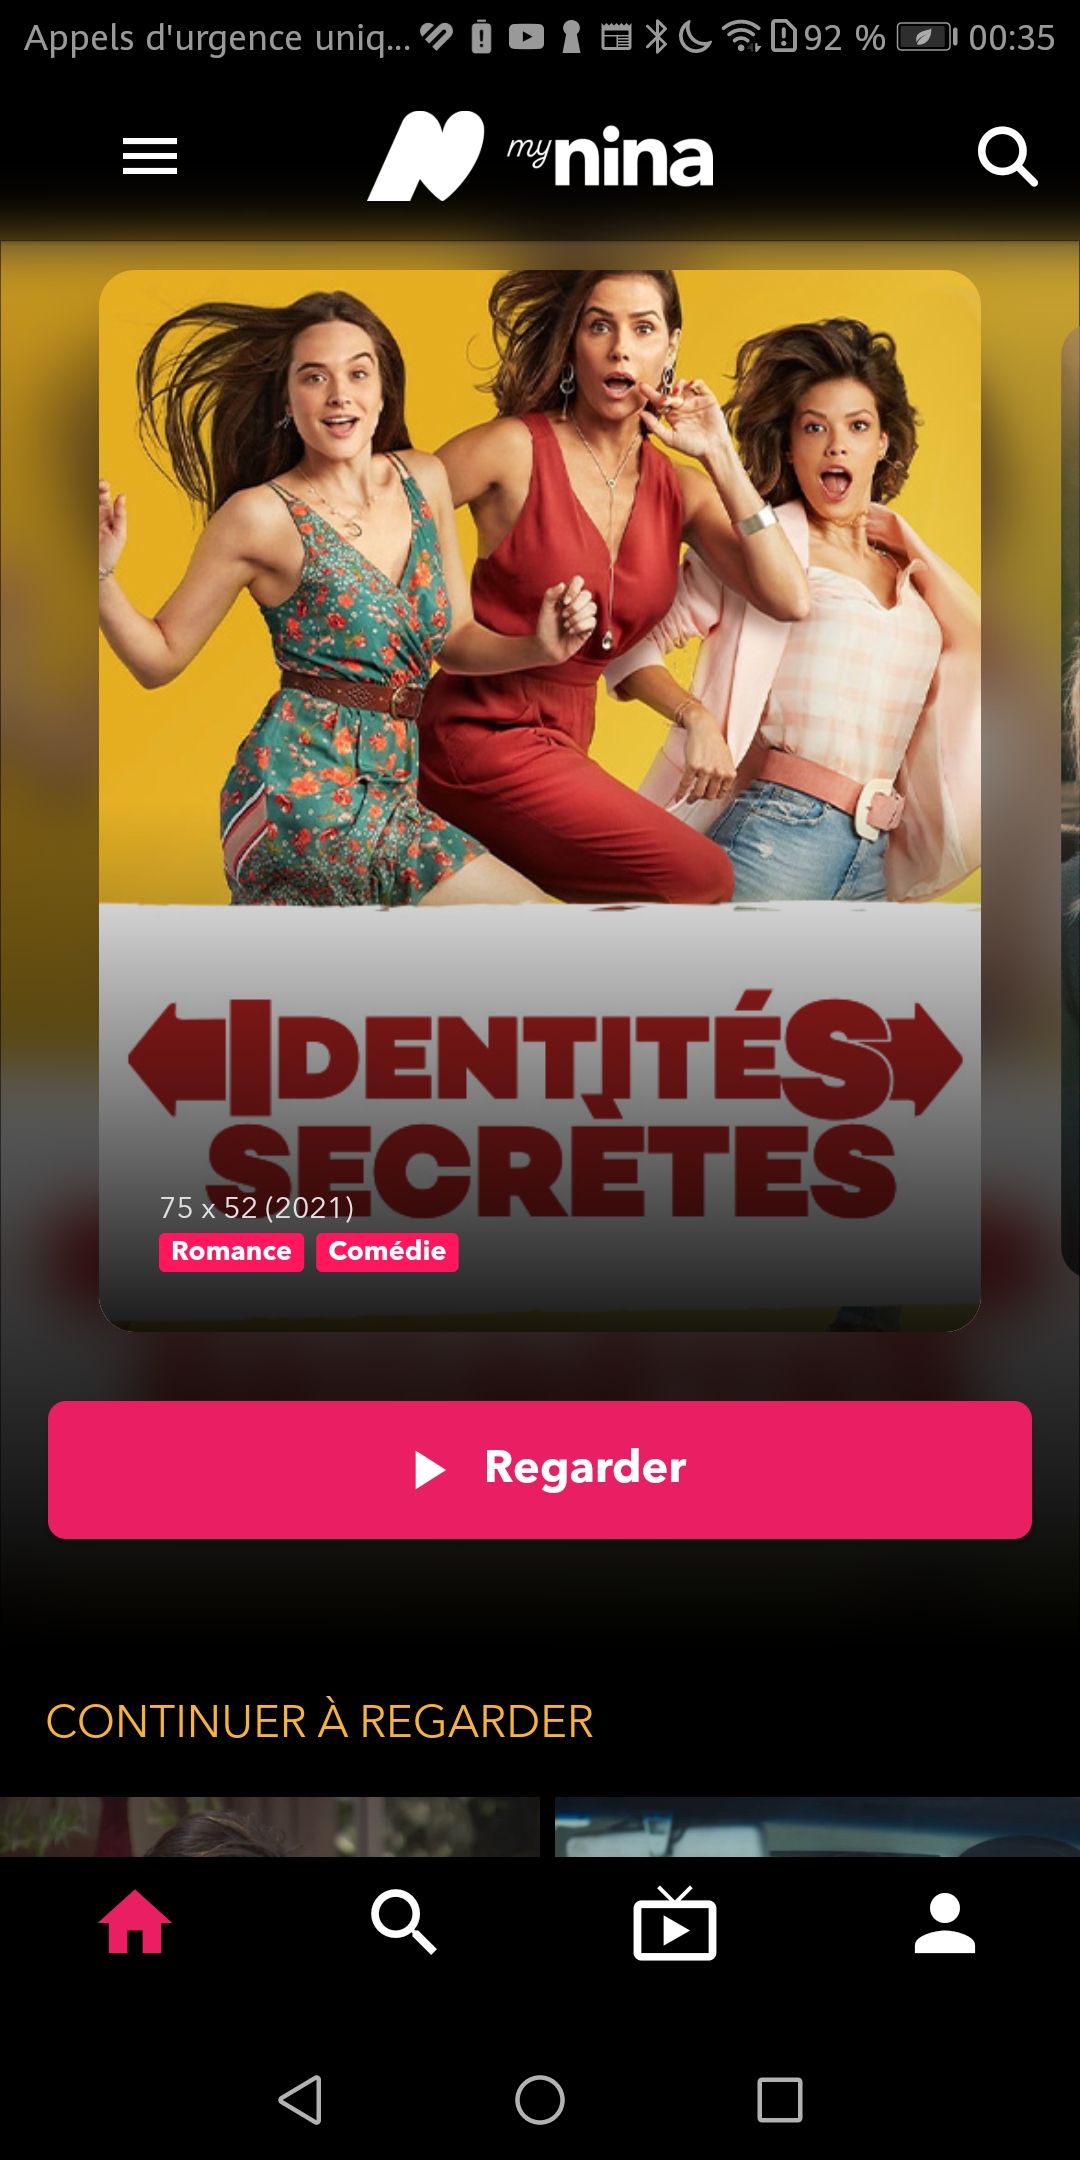 Appels d'urgence uniq... 92 % 00:35
my nina
IDENTITÉS
SECRÈTES
75 x 52 (2021)
Romance Comédie
Regarder
CONTINUER À REGARDER